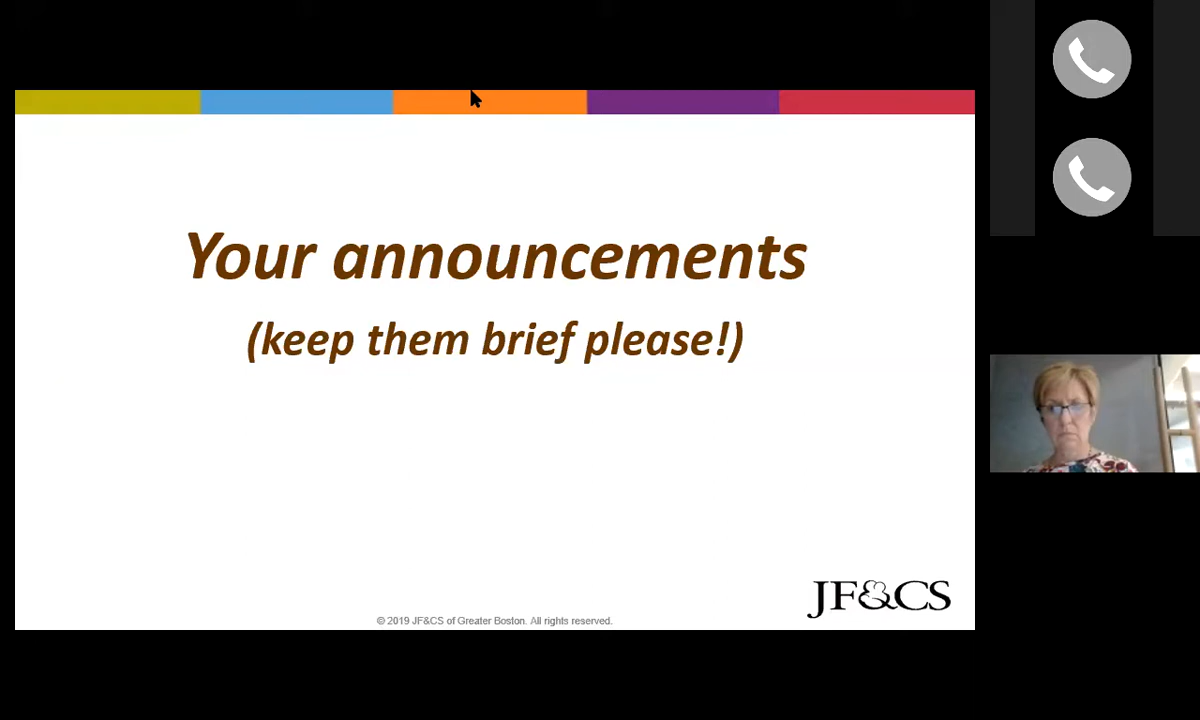 Your announcements
(keep them brief please!)
JF&CS
© 2019 JF&CS of Greater Boston. All rights reserved.